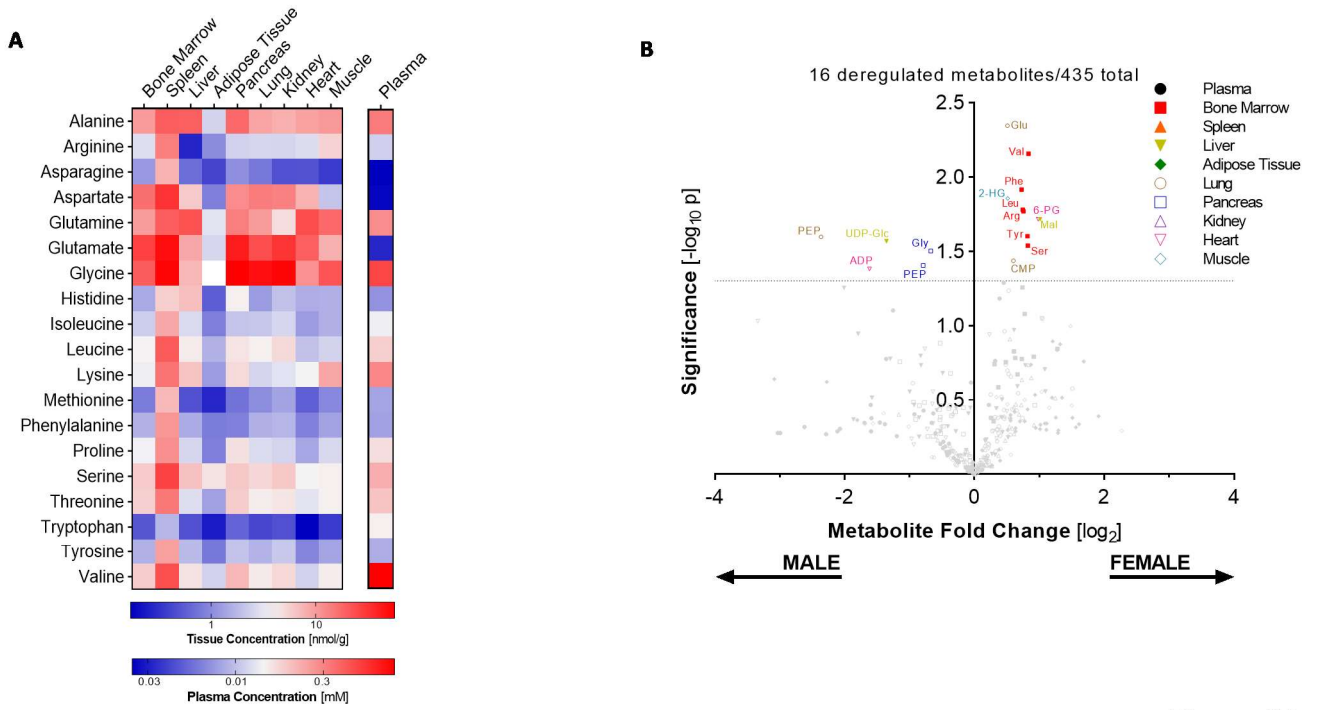 A
Bone Marrow
Spleen
Liver
Adipose Tissue
Pancreas
Lung
Kidney
Heart
Muscle
Plasma
Alanine
Arginine
Asparagine
Aspartate
Glutamine
Glutamate
Glycine
Histidine
Isoleucine
Leucine
Lysine
Methionine
Phenylalanine
Proline
Serine
Threonine
Tryptophan
Tyrosine
Valine
1 10
Tissue Concentration [nmol/g]
0.03 0.01 0.3
Plasma Concentration [mM]
B
16 deregulated metabolites/435 total
Significance [-log10 p]
2.5
2.0
1.5
1.0
0.5
Glu
Val
Phe
2-HG
Leu
6-PG
Arg
Mal
Tyr
Ser
CMP
PEP
UDP-Glc
Gly
ADP
PEP
-4 -2 0 2 4
Metabolite Fold Change [log2]
MALE FEMALE
Plasma
Bone Marrow
Spleen
Liver
Adipose Tissue
Lung
Pancreas
Kidney
Heart
Muscle